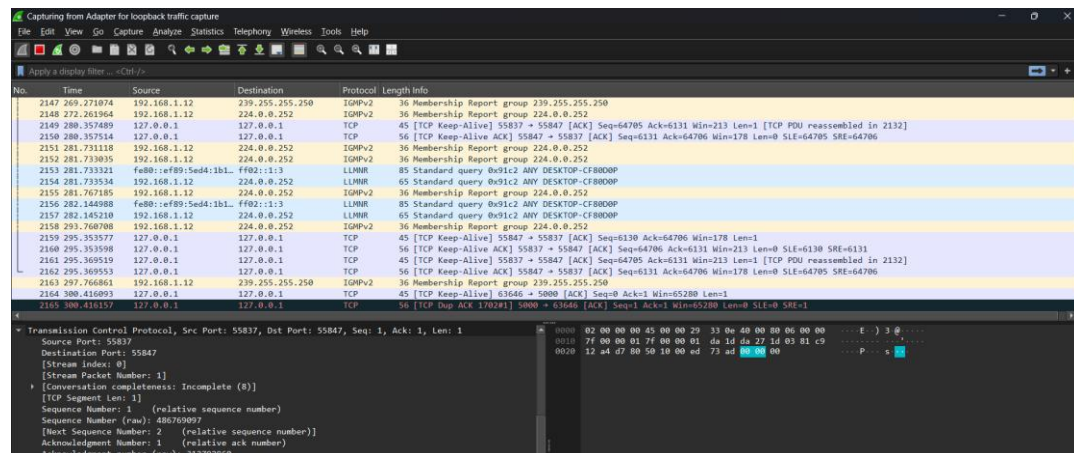 Capturing from Adapter for loopback traffic capture
File Edit View Go Capture Analyze Statistics Telephony Wireless Tools Help
Apply a display filter ... <Ctrl-/>
No. Time Source Destination Protocol Length Info
2147 269.271074 192.168.1.12 239.255.255.250 IGMPv2 36 Membership Report group 239.255.255.250
2148 272.261964 192.168.1.12 224.0.0.252 IGMPv2 36 Membership Report group 224.0.0.252
2149 280.357489 127.0.0.1 127.0.0.1 TCP 45 [TCP Keep-Alive] 55837 → 55847 [ACK] Seq=64705 Ack=6131 Win=213 Len=1 [TCP PDU reassembled in 2132]
2150 280.357514 127.0.0.1 127.0.0.1 TCP 56 [TCP Keep-Alive ACK] 55847 → 55837 [ACK] Seq=6131 Ack=64706 Win=178 Len=0 SLE=64705 SRE=64706
2151 281.731118 192.168.1.12 224.0.0.252 IGMPv2 36 Membership Report group 224.0.0.252
2152 281.733035 192.168.1.12 224.0.0.252 IGMPv2 36 Membership Report group 224.0.0.252
2153 281.733321 fe80::ef89:5ed4:1b1… ff02::1:3 LLMNR 85 Standard query 0x91c2 ANY DESKTOP-CF80D0P
2154 281.733534 192.168.1.12 224.0.0.252 LLMNR 65 Standard query 0x91c2 ANY DESKTOP-CF80D0P
2155 281.767185 192.168.1.12 224.0.0.252 IGMPv2 36 Membership Report group 224.0.0.252
2156 282.144988 fe80::ef89:5ed4:1b1… ff02::1:3 LLMNR 85 Standard query 0x91c2 ANY DESKTOP-CF80D0P
2157 282.145210 192.168.1.12 224.0.0.252 LLMNR 65 Standard query 0x91c2 ANY DESKTOP-CF80D0P
2158 293.760708 192.168.1.12 224.0.0.252 IGMPv2 36 Membership Report group 224.0.0.252
2159 295.353577 127.0.0.1 127.0.0.1 TCP 45 [TCP Keep-Alive] 55847 → 55837 [ACK] Seq=6130 Ack=64706 Win=178 Len=1
2160 295.353598 127.0.0.1 127.0.0.1 TCP 56 [TCP Keep-Alive ACK] 55837 → 55847 [ACK] Seq=64706 Ack=6131 Win=213 Len=0 SLE=6130 SRE=6131
2161 295.369519 127.0.0.1 127.0.0.1 TCP 45 [TCP Keep-Alive] 55837 → 55847 [ACK] Seq=64705 Ack=6131 Win=213 Len=1 [TCP PDU reassembled in 2132]
2162 295.369553 127.0.0.1 127.0.0.1 TCP 56 [TCP Keep-Alive ACK] 55847 → 55837 [ACK] Seq=6131 Ack=64706 Win=178 Len=0 SLE=64705 SRE=64706
2163 297.766861 192.168.1.12 239.255.255.250 IGMPv2 36 Membership Report group 239.255.255.250
2164 300.416093 127.0.0.1 127.0.0.1 TCP 45 [TCP Keep-Alive] 63646 → 5000 [ACK] Seq=0 Ack=1 Win=65280 Len=1
2165 300.416157 127.0.0.1 127.0.0.1 TCP 56 [TCP Dup ACK 1702#1] 5000 → 63646 [ACK] Seq=1 Ack=1 Win=65280 Len=0 SLE=0 SRE=1
Transmission Control Protocol, Src Port: 55837, Dst Port: 55847, Seq: 1, Ack: 1, Len: 1
Source Port: 55837
Destination Port: 55847
[Stream index: 0]
[Stream Packet Number: 1]
[Conversation completeness: Incomplete (8)]
[TCP Segment Len: 1]
Sequence Number: 1 (relative sequence number)
Sequence Number (raw): 486769097
[Next Sequence Number: 2 (relative sequence number)]
Acknowledgment Number: 1 (relative ack number)
0000 02 00 00 00 45 00 00 29 33 0e 40 00 80 06 00 00 ····E··) 3·@·····
0010 7f 00 00 01 7f 00 00 01 da 1d da 27 1d 03 81 c9 ········ ···'····
0020 12 a4 d7 80 50 10 00 ed 73 ad 00 00 00 ····P··· s····